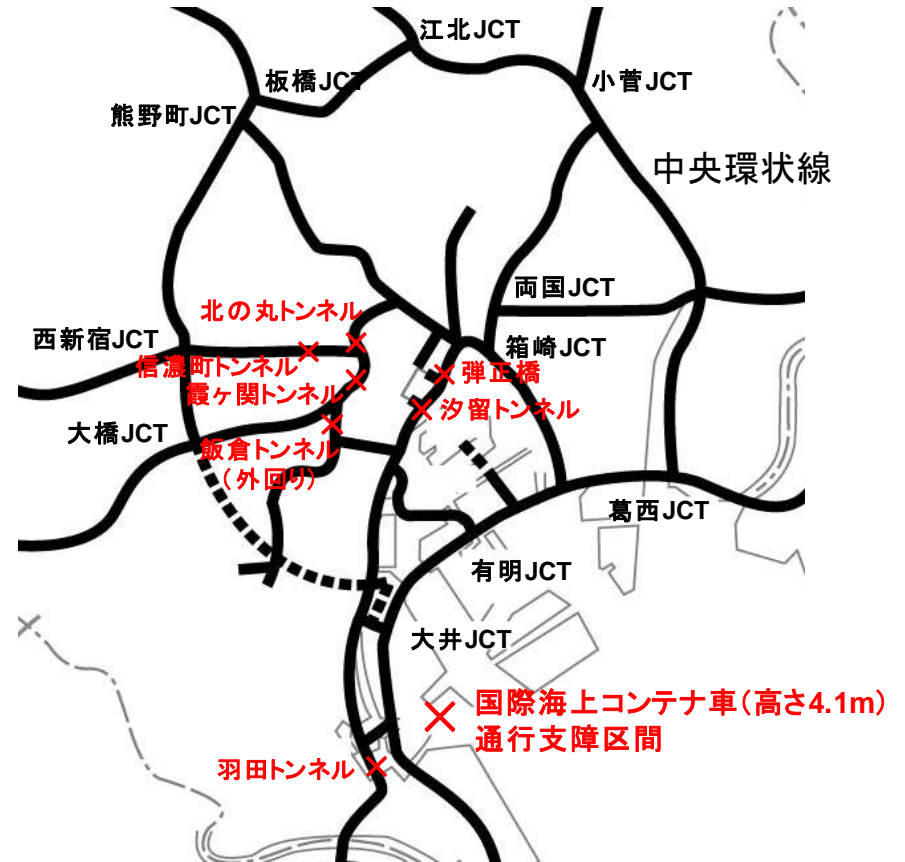 江北JCT
板橋JCT
小菅JCT
熊野町JCT
中央環状線
両国JCT
北の丸トンネル
西新宿JCT
箱崎JCT
信濃町トンネル
弾正橋
霞ヶ関トンネル
汐留トンネル
大橋JCT
飯倉トンネル
（外回り）
葛西JCT
有明JCT
大井JCT
国際海上コンテナ車（高さ4.1m）
通行支障区間
羽田トンネル